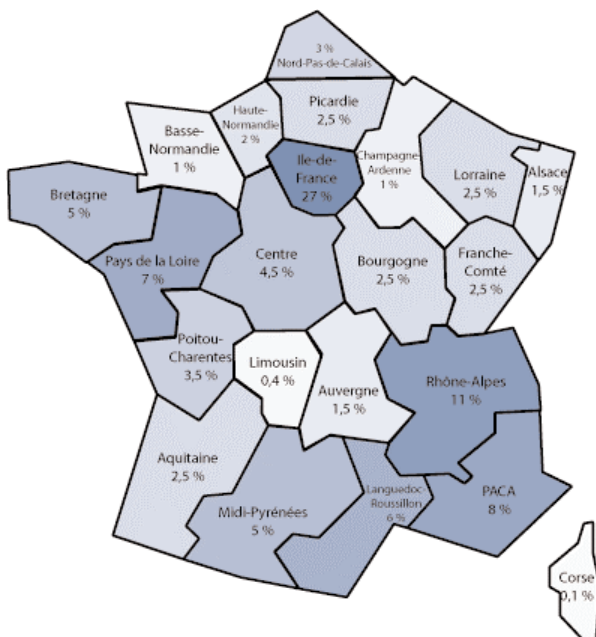 3 %
Nord-Pas-de-Calais
Picardie
2,5 %
Haute-
Normandie
2 %
Basse-
Normandie
1 %
Ile-de-
France
27 %
Champagne
Ardenne
1 %
Lorraine
2,5 %
Alsace
1,5 %
Bretagne
5 %
Pays de la Loire
7 %
Centre
4,5 %
Bourgogne
2,5 %
Franche-
Comté
2,5 %
Poitou-
Charentes
3,5 %
Limousin
0,4 %
Auvergne
1,5 %
Rhône-Alpes
11 %
Aquitaine
2,5 %
Midi-Pyrénées
5 %
Languedoc-
Roussillon
6 %
PACA
8 %
Corse
0,1 %